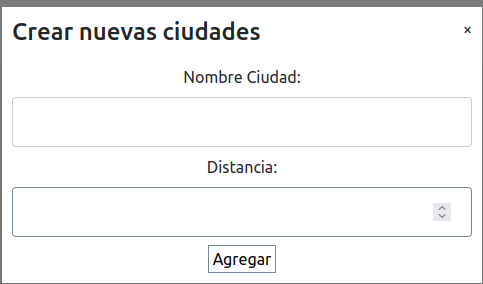 Crear nuevas ciudades ×
Nombre Ciudad:
Distancia:
Agregar